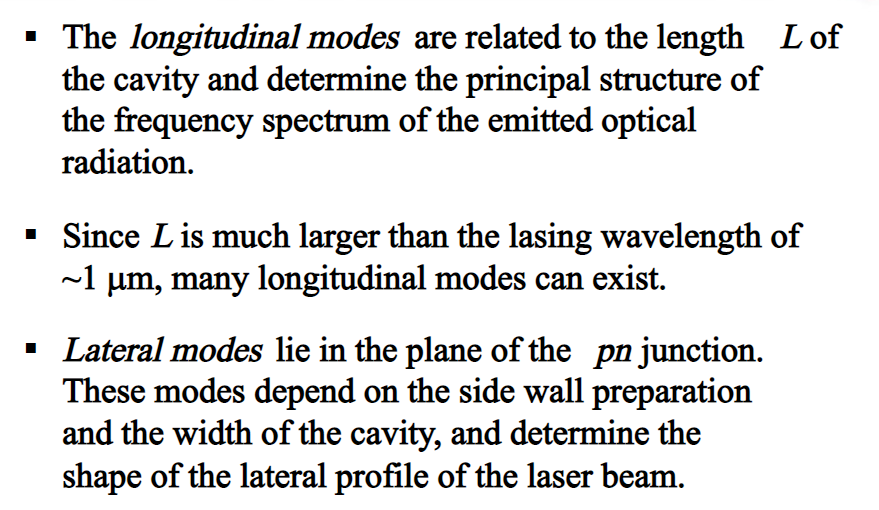 ▪ The longitudinal modes are related to the length L of
the cavity and determine the principal structure of
the frequency spectrum of the emitted optical
radiation.
▪ Since L is much larger than the lasing wavelength of
~1 µm, many longitudinal modes can exist.
▪ Lateral modes lie in the plane of the pn junction.
These modes depend on the side wall preparation
and the width of the cavity, and determine the
shape of the lateral profile of the laser beam.